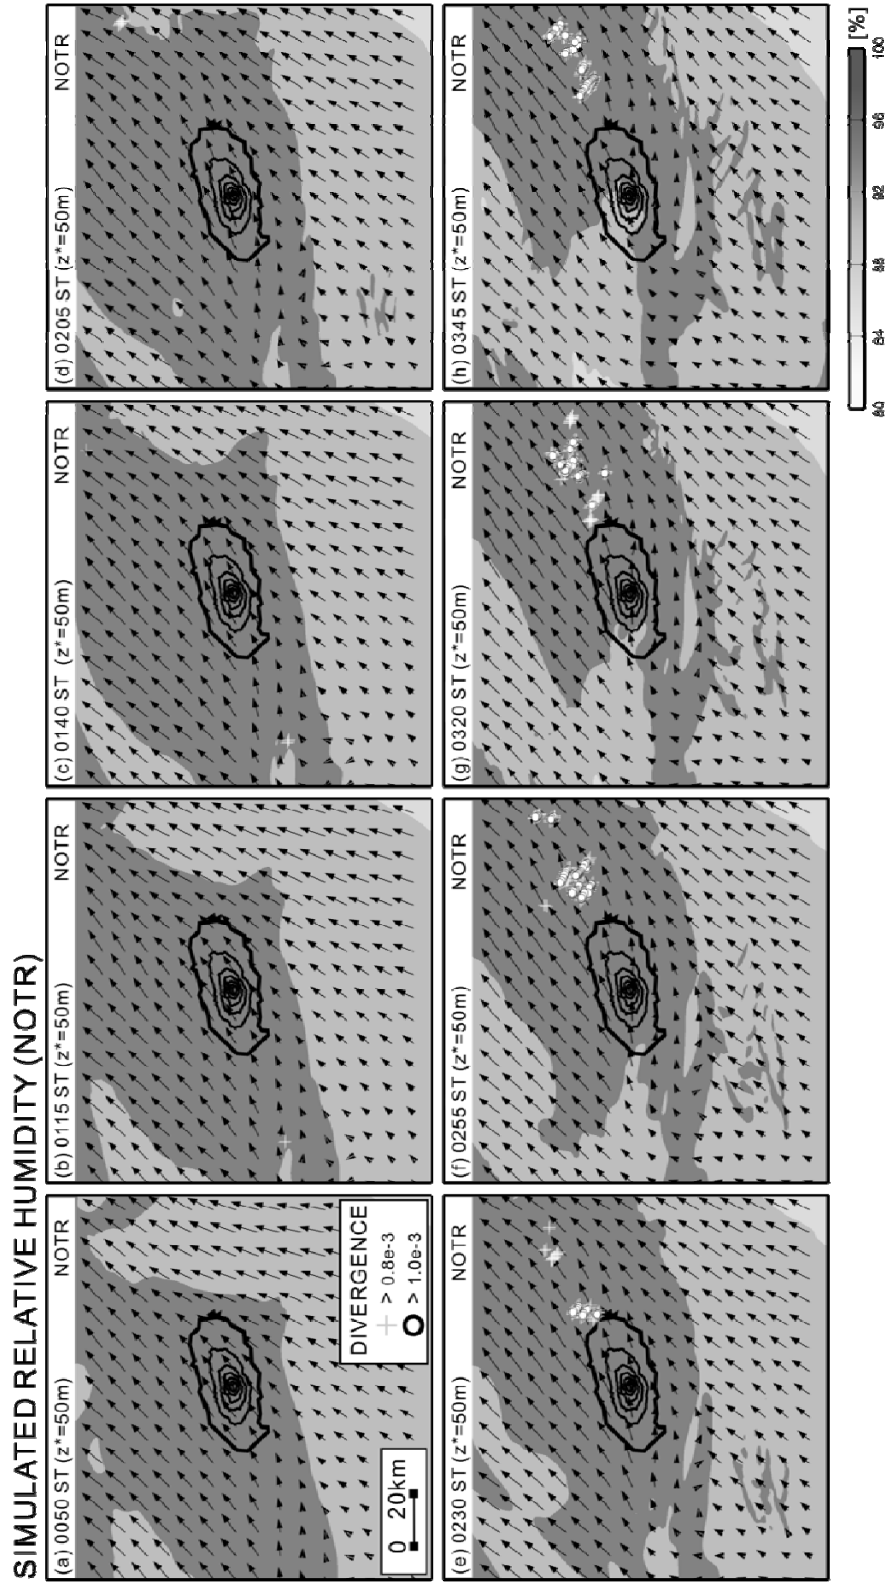 SIMULATED RELATIVE HUMIDITY (NOTR)
(a) 0050 ST (z*=50m) NOTR
(b) 0115 ST (z*=50m) NOTR
(c) 0140 ST (z*=50m) NOTR
(d) 0205 ST (z*=50m) NOTR
0 20km
DIVERGENCE
> 0.8e-3
> 1.0e-3
(e) 0230 ST (z*=50m) NOTR
(f) 0255 ST (z*=50m) NOTR
(g) 0320 ST (z*=50m) NOTR
(h) 0345 ST (z*=50m) NOTR
80 84 88 92 96 100 [%]